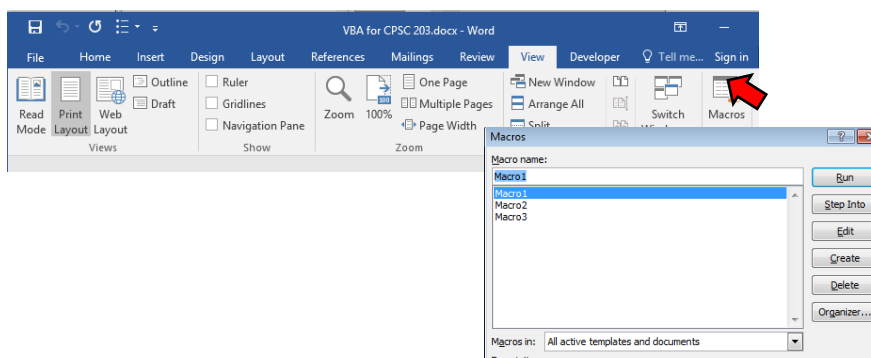 VBA for CPSC 203.docx - Word
File Home Insert Design Layout References Mailings Review View Developer Tell me... Sign in
Read Mode
Print Layout
Web Layout
Outline
Draft
Views
Ruler
Gridlines
Navigation Pane
Show
Zoom
100
100%
One Page
Multiple Pages
Page Width
Zoom
New Window
Arrange All
Split
Switch
Macros
Macros
Macro name:
Macro1
Macro1
Macro2
Macro3
Run
Step Into
Edit
Create
Delete
Organizer...
Macros in: All active templates and documents